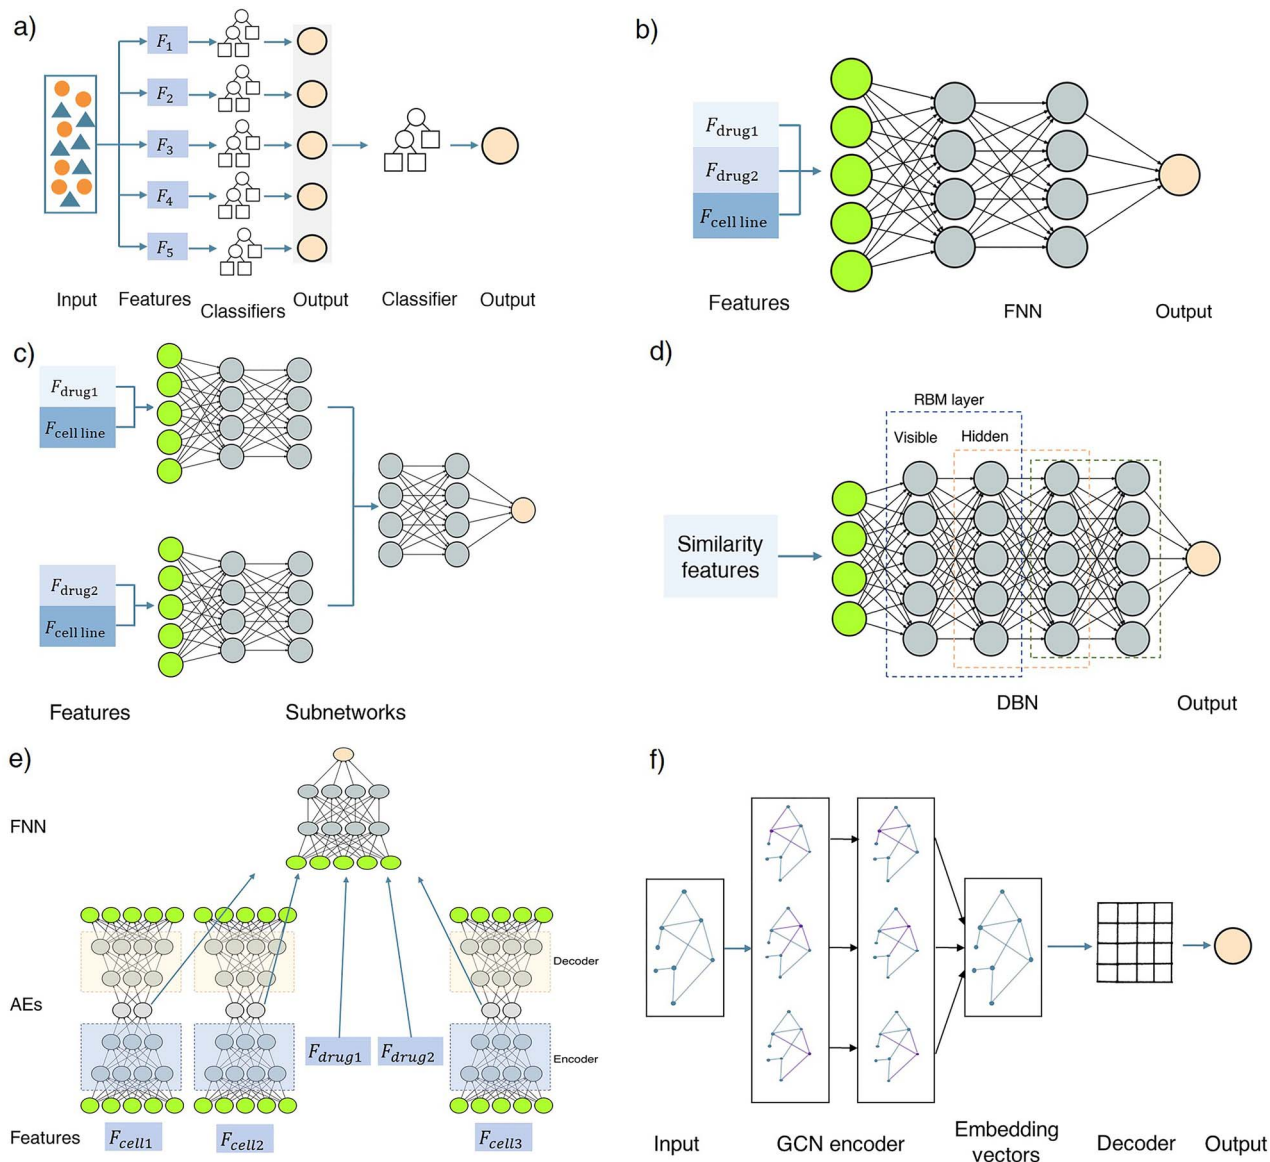 a)
F1
F2
F3
F4
F5
Input
Features
Classifiers
Output
Classifier
Output
b)
Fdrug1
Fdrug2
Fcell line
Features
FNN
Output
c)
Fdrug1
Fcell line
Fdrug2
Fcell line
Features
Subnetworks
d)
RBM layer
Visible
Hidden
Similarity
features
DBN
Output
e)
FNN
Decoder
AEs
Fdrug1
Fdrug2
Encoder
Features
Fcell1
Fcell2
Fcell3
f)
Input
GCN encoder
Embedding
vectors
Decoder
Output